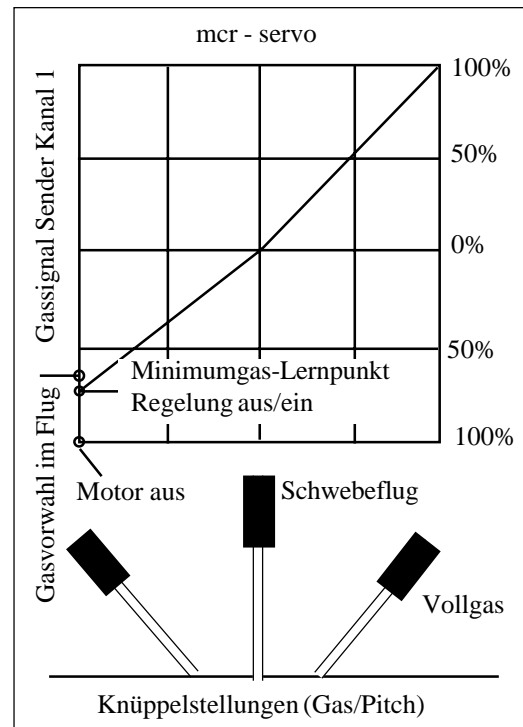 mcr - servo
Gassignal Sender Kanal 1
100%
50%
0%
50%
100%
Minimumgas-Lernpunkt
Regelung aus/ein
Gasvorwahl im Flug
Motor aus
Schwebeflug
Vollgas
Knüppelstellungen (Gas/Pitch)